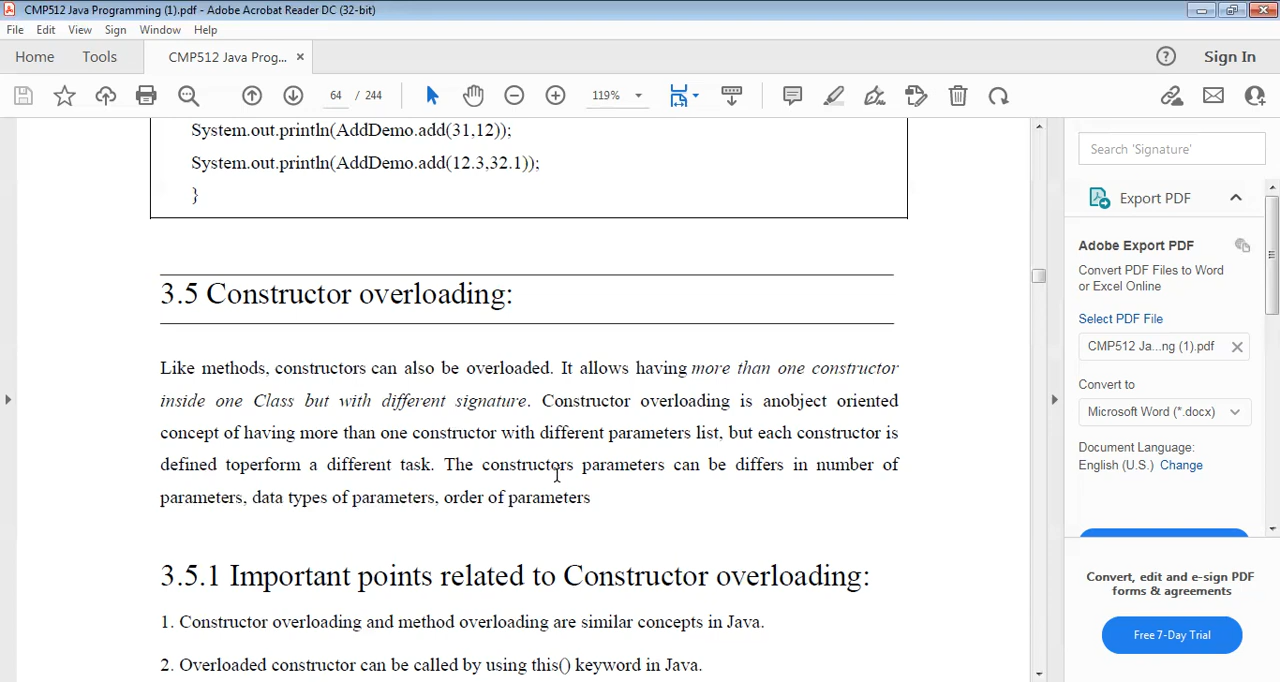 CMP512 Java Programming (1).pdf - Adobe Acrobat Reader DC (32-bit)
File Edit View Sign Window Help
Home Tools CMP512 Java Prog... × Sign In
64 / 244 119%
System.out.println(AddDemo.add(31,12));
System.out.println(AddDemo.add(12.3,32.1));
}
3.5 Constructor overloading:
Like methods, constructors can also be overloaded. It allows having more than one constructor
inside one Class but with different signature. Constructor overloading is anobject oriented
concept of having more than one constructor with different parameters list, but each constructor is
defined toperform a different task. The constructors parameters can be differs in number of
parameters, data types of parameters, order of parameters
3.5.1 Important points related to Constructor overloading:
1. Constructor overloading and method overloading are similar concepts in Java.
2. Overloaded constructor can be called by using this() keyword in Java.
Search 'Signature'
Export PDF
Adobe Export PDF
Convert PDF Files to Word
or Excel Online
Select PDF File
CMP512 Ja...ng (1).pdf
Convert to
Microsoft Word (*.docx)
Document Language:
English (U.S.) Change
Convert, edit and e-sign PDF
forms & agreements
Free 7-Day Trial